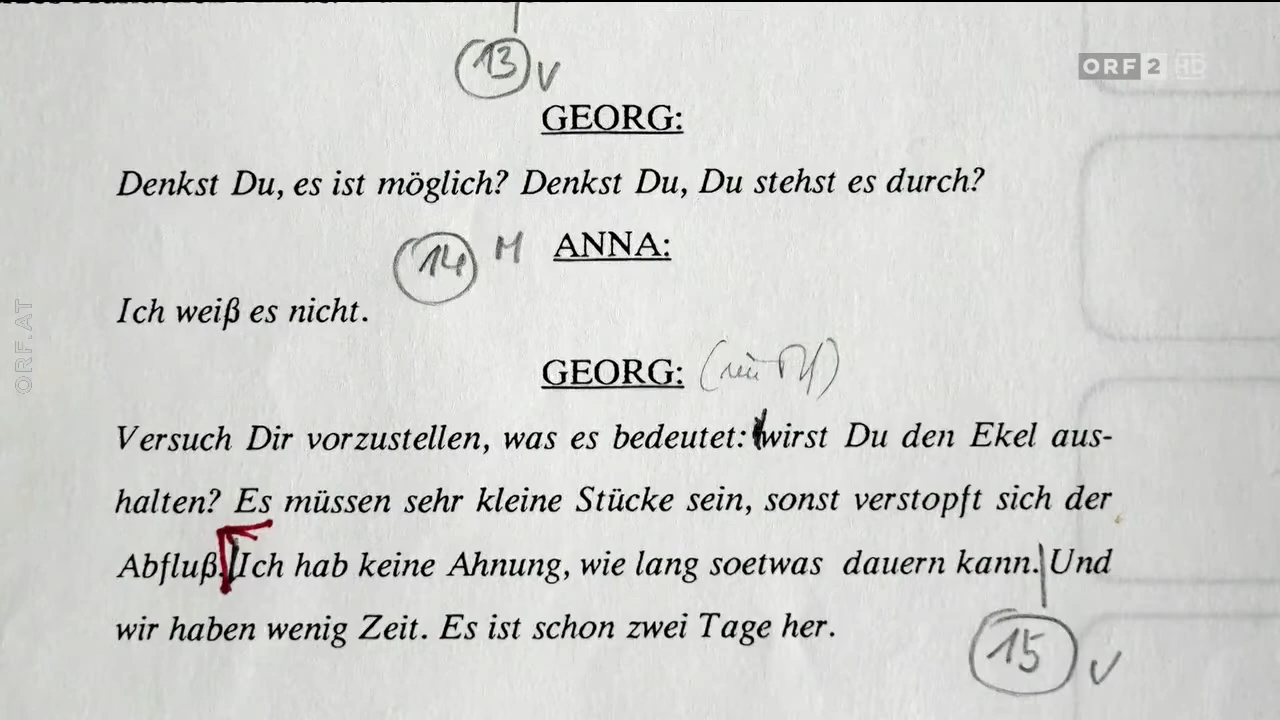 13 V
ORF 2 HD
GEORG:
Denkst Du, es ist möglich? Denkst Du, Du stehst es durch?
14 M ANNA:
Ich weiß es nicht.
ORF.AT
GEORG:
Versuch Dir vorzustellen, was es bedeutet: wirst Du den Ekel aus-
halten? Es müssen sehr kleine Stücke sein, sonst verstopft sich der
Abfluß. Ich hab keine Ahnung, wie lang soetwas dauern kann. Und
wir haben wenig Zeit. Es ist schon zwei Tage her.
15 V